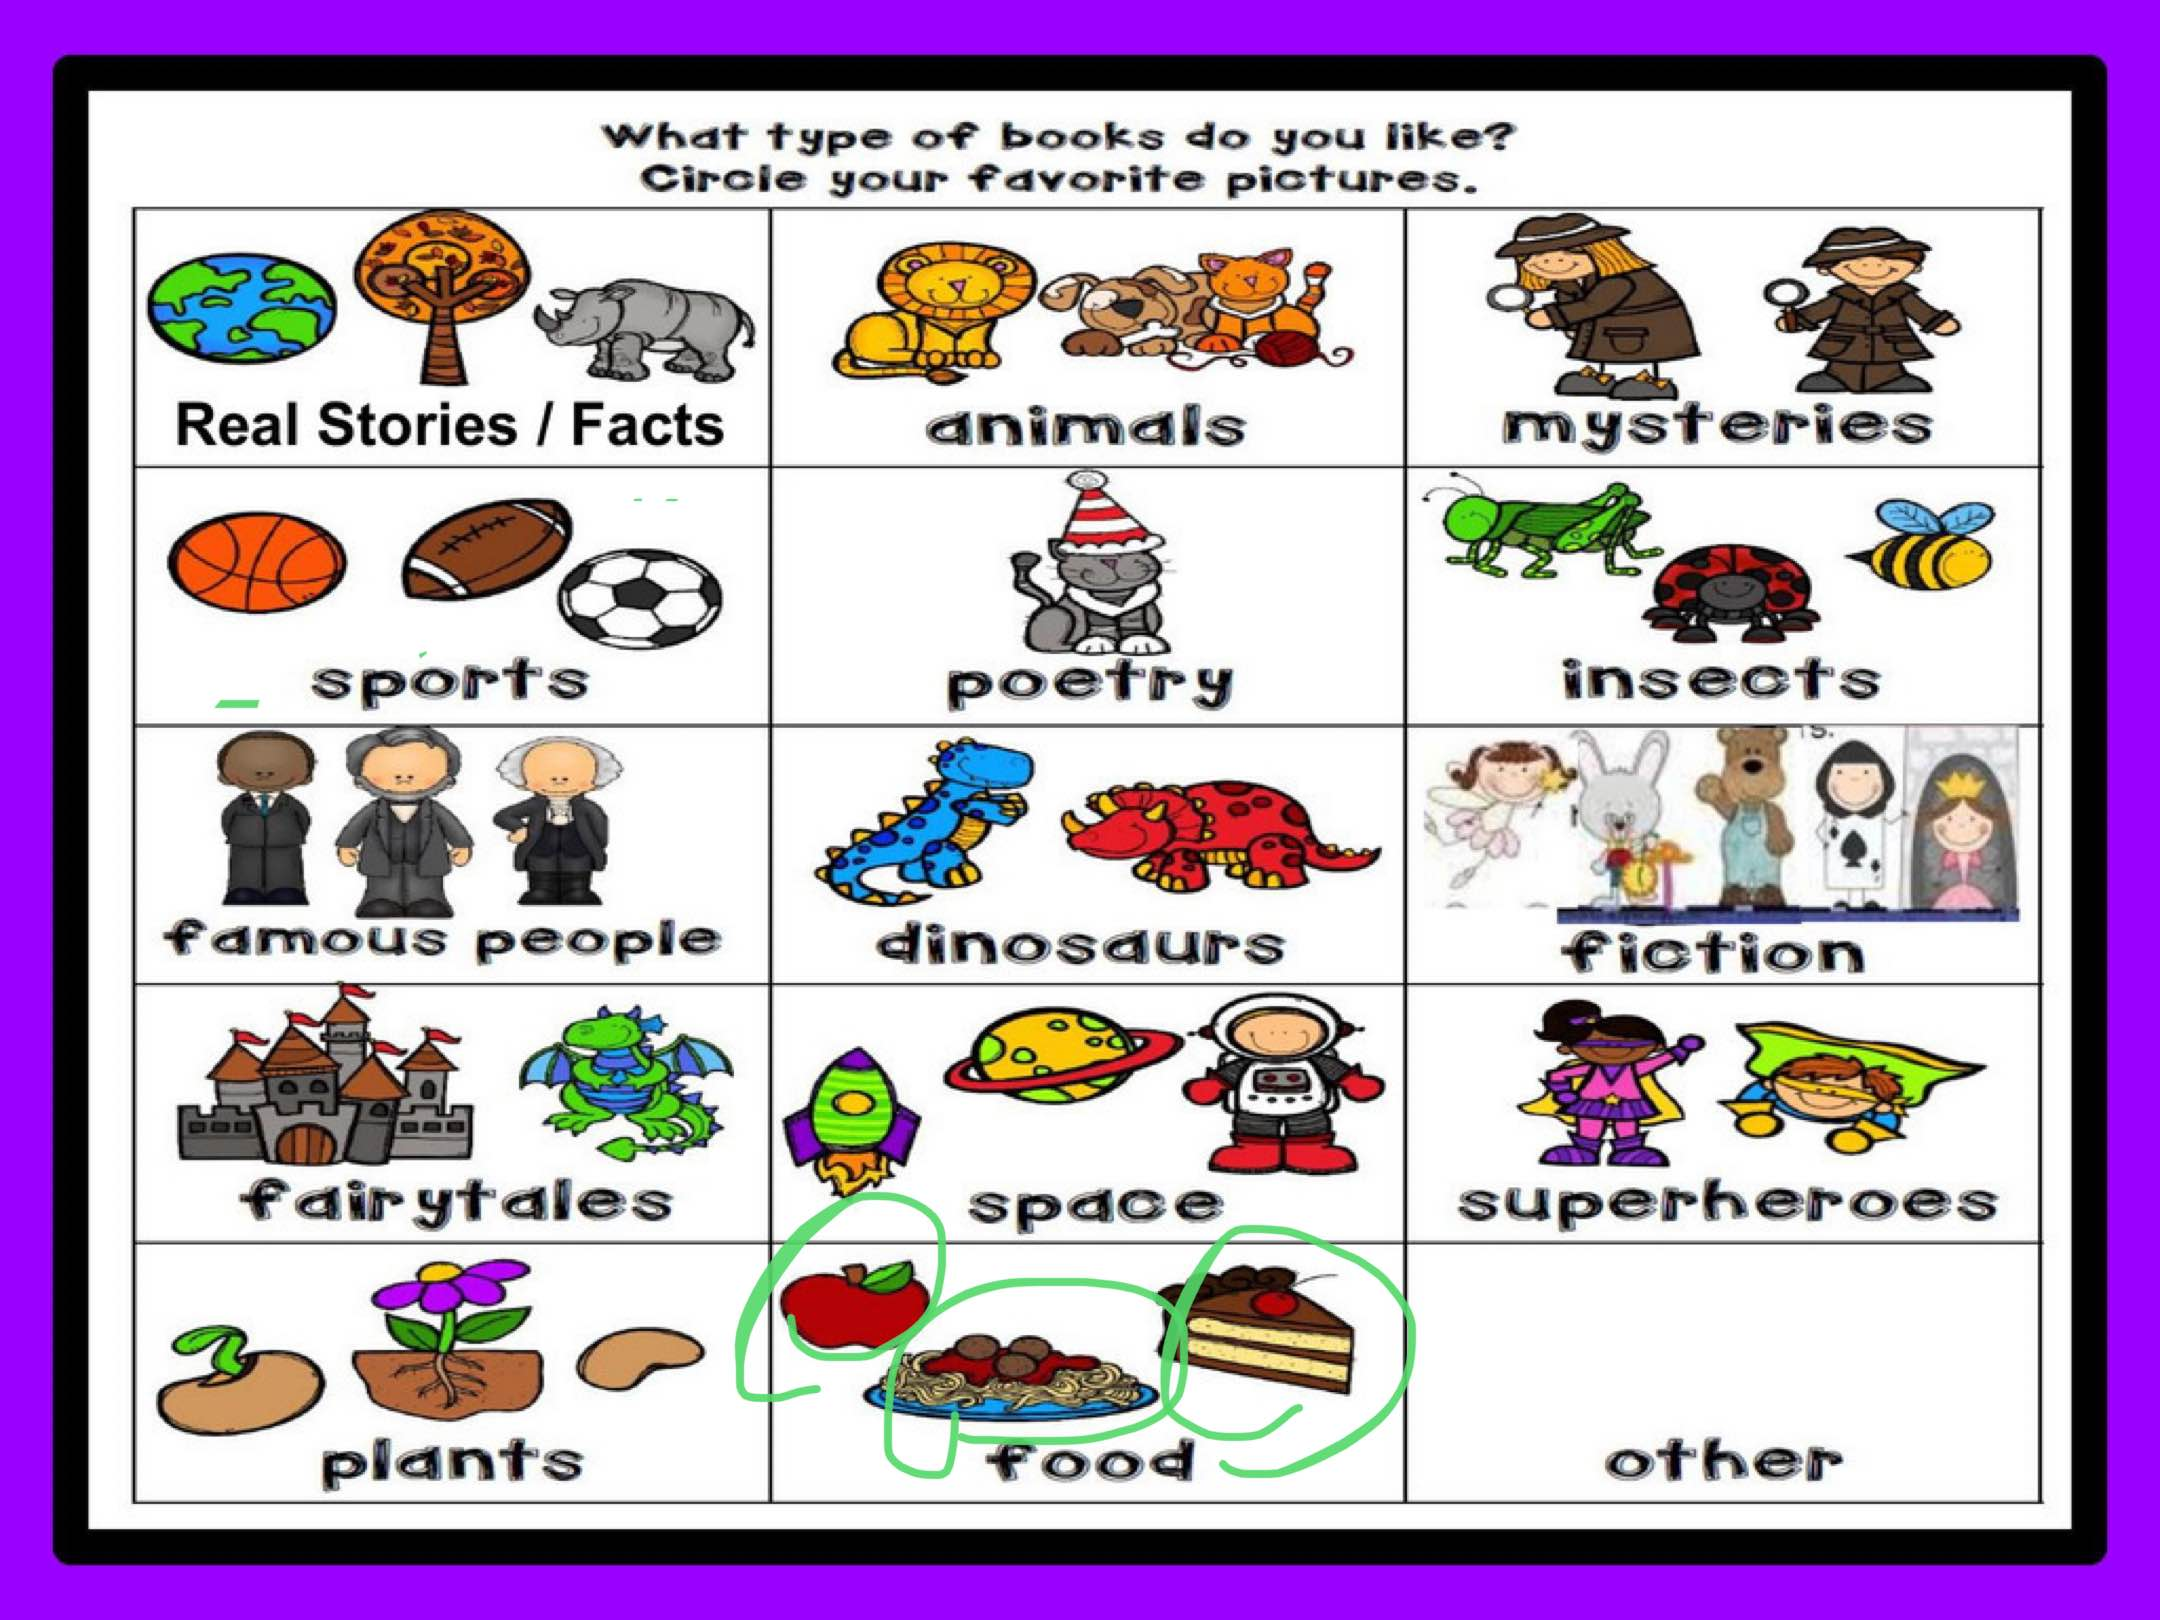 What type of books do you like?
Circle your favorite pictures.
Real Stories / Facts
animals
mysteries
sports
poetry
insects
famous people
dinosaurs
fiction
fairytales
space
superheroes
plants
food
other